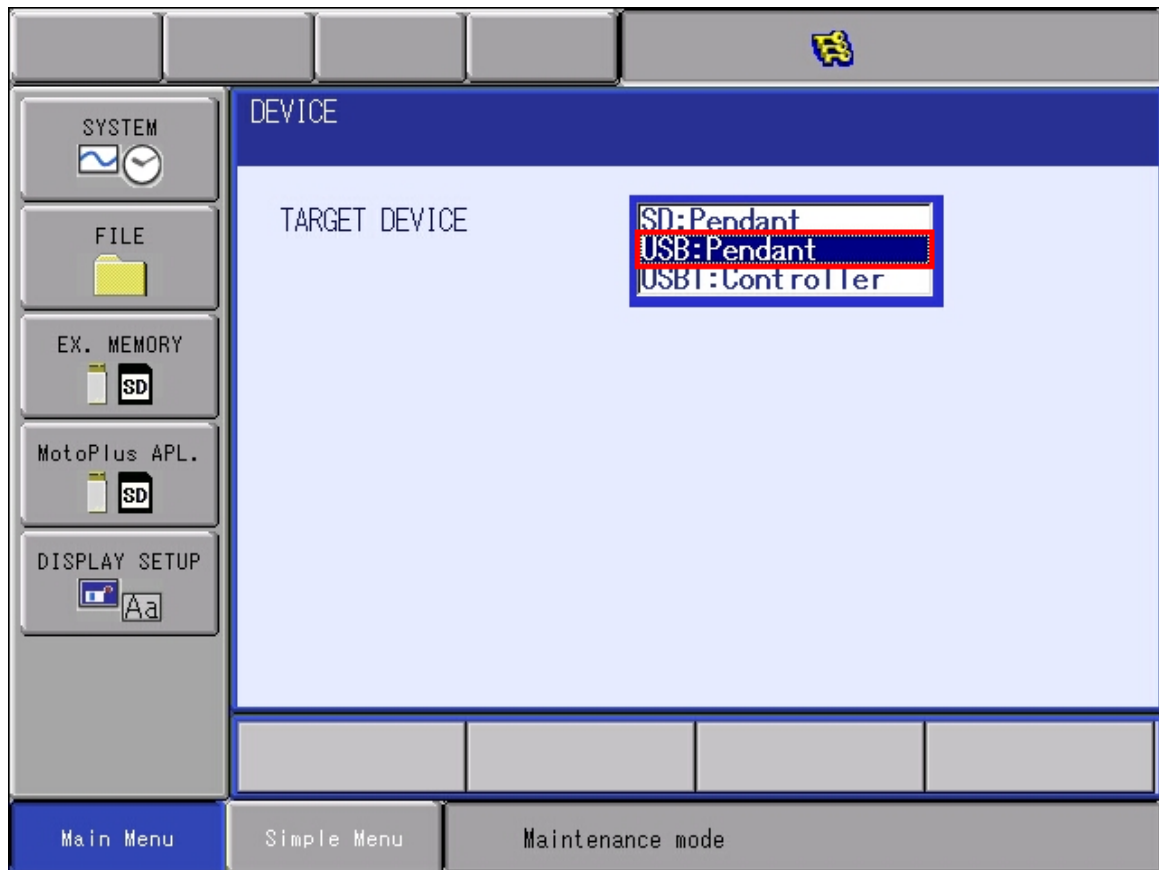 SYSTEM
FILE
EX. MEMORY
SD
MotoPlus APL.
SD
DISPLAY SETUP
Aa
DEVICE
TARGET DEVICE
SD:Pendant
USB:Pendant
USB1:Controller
Main Menu
Simple Menu
Maintenance mode